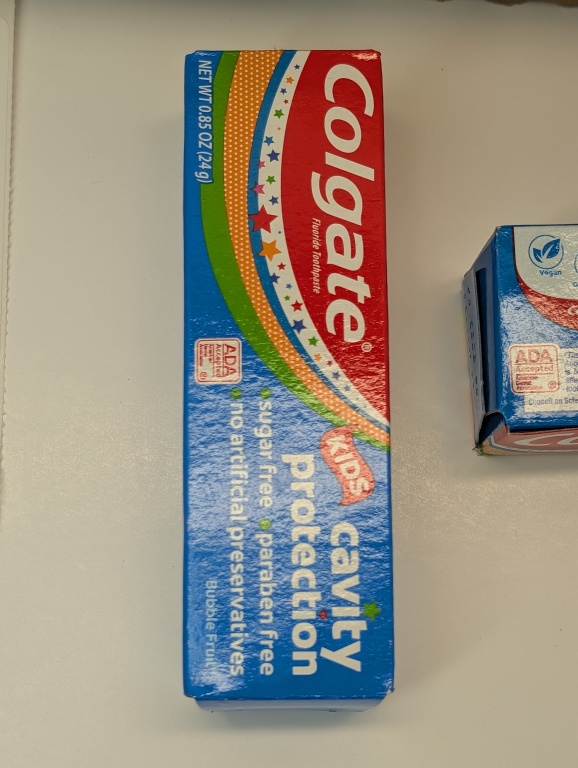 Colgate®
Fluoride Toothpaste
NET WT 0.85 OZ (24 g)
ADA
Accepted
KIDS
cavity
protection
sugar free • paraben free
• no artificial preservatives
Bubble Fruit
Vegan
ADA
Accepted